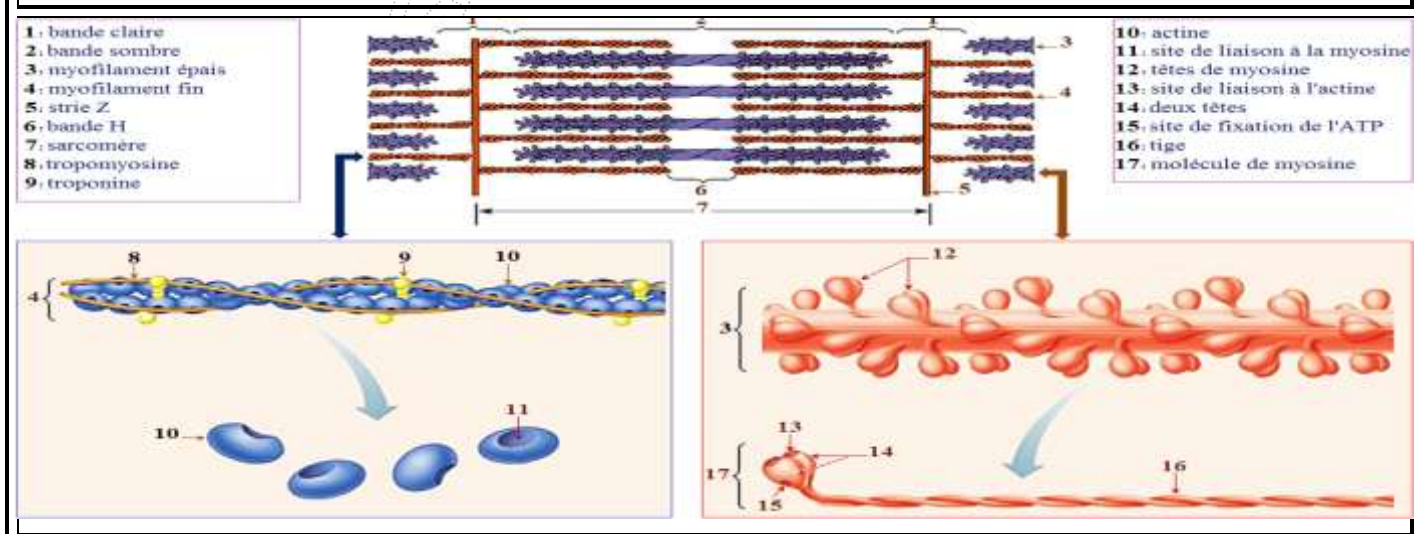 1: bande claire
2: bande sombre
3: myofilament épais
4: myofilament fin
5: strie Z
6: bande H
7: sarcomère
8: tropomyosine
9: troponine
1 2 1
3
4
6
5
7
10: actine
11: site de liaison à la myosine
12: têtes de myosine
13: site de liaison à l'actine
14: deux têtes
15: site de fixation de l'ATP
16: tige
17: molécule de myosine
8 9 10
4
10
11
12
3
13
14
17
15
16